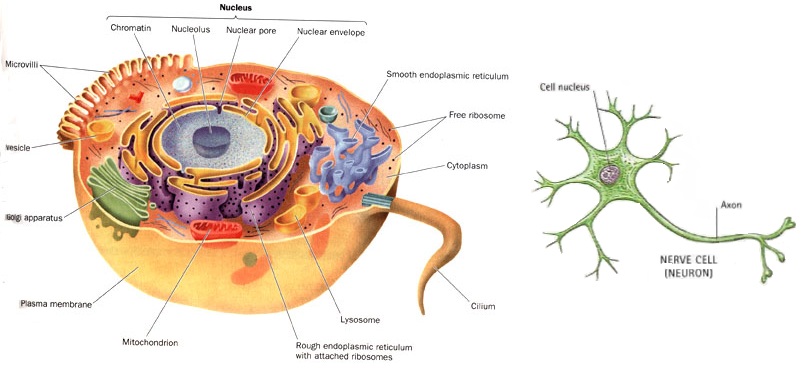 Nucleus
Chromatin
Nucleolus
Nuclear pore
Nuclear envelope
Microvilli
Smooth endoplasmic reticulum
Cell nucleus
Free ribosome
vesicle
Cytoplasm
Axon
Golgi apparatus
NERVE CELL
(NEURON)
Plasma membrane
Cilium
Lysosome
Mitochondrion
Rough endoplasmic reticulum
with attached ribosomes